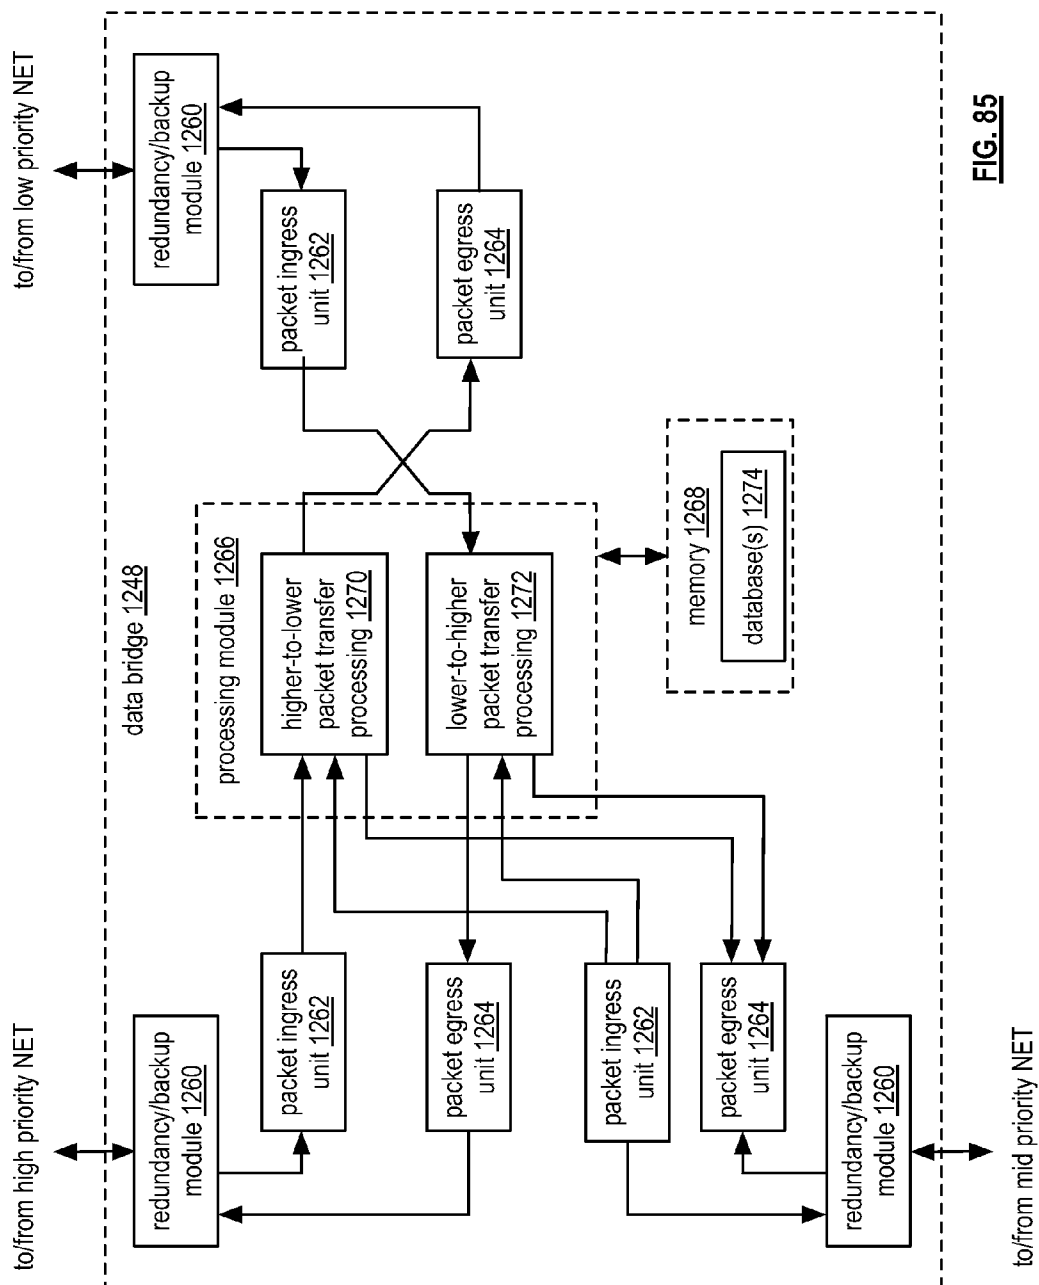 to/from high priority NET
to/from low priority NET
redundancy/backup
module 1260
redundancy/backup
module 1260
data bridge 1248
processing module 1266
packet ingress
unit 1262
higher-to-lower
packet transfer
processing 1270
packet ingress
unit 1262
packet egress
unit 1264
lower-to-higher
packet transfer
processing 1272
packet egress
unit 1264
packet ingress
unit 1262
memory 1268
database(s) 1274
packet egress
unit 1264
redundancy/backup
module 1260
to/from mid priority NET
FIG. 85